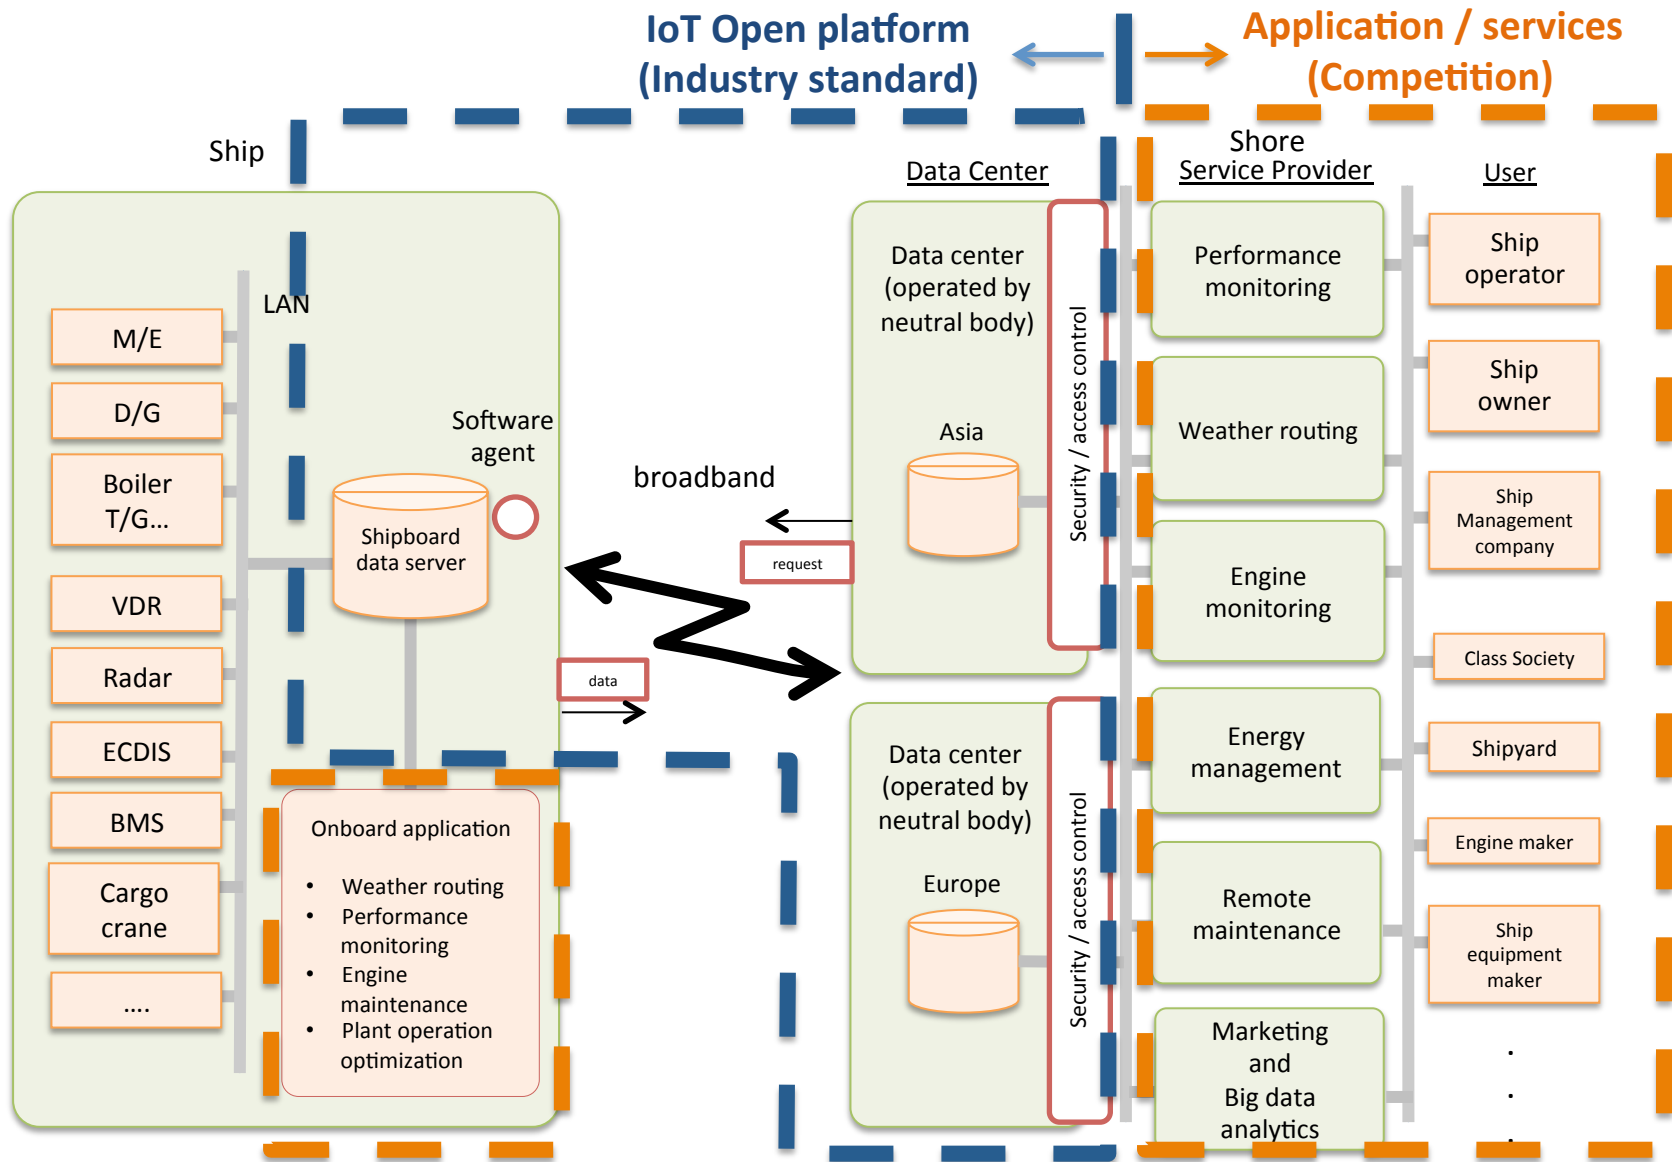 IoT Open platform
(Industry standard)
Application / services
(Competition)
Ship
Shore
Data Center
Service Provider
User
LAN
M/E
D/G
Boiler
T/G...
VDR
Radar
ECDIS
BMS
Cargo
crane
....
Software
agent
Shipboard
data server
Onboard application
• Weather routing
• Performance
monitoring
• Engine
maintenance
• Plant operation
optimization
broadband
request
data
Data center
(operated by
neutral body)
Asia
Security / access control
Data center
(operated by
neutral body)
Europe
Security / access control
Performance
monitoring
Weather routing
Engine
monitoring
Energy
management
Remote
maintenance
Marketing
and
Big data
analytics
Ship
operator
Ship
owner
Ship
Management
company
Class Society
Shipyard
Engine maker
Ship
equipment
maker
.
.
.